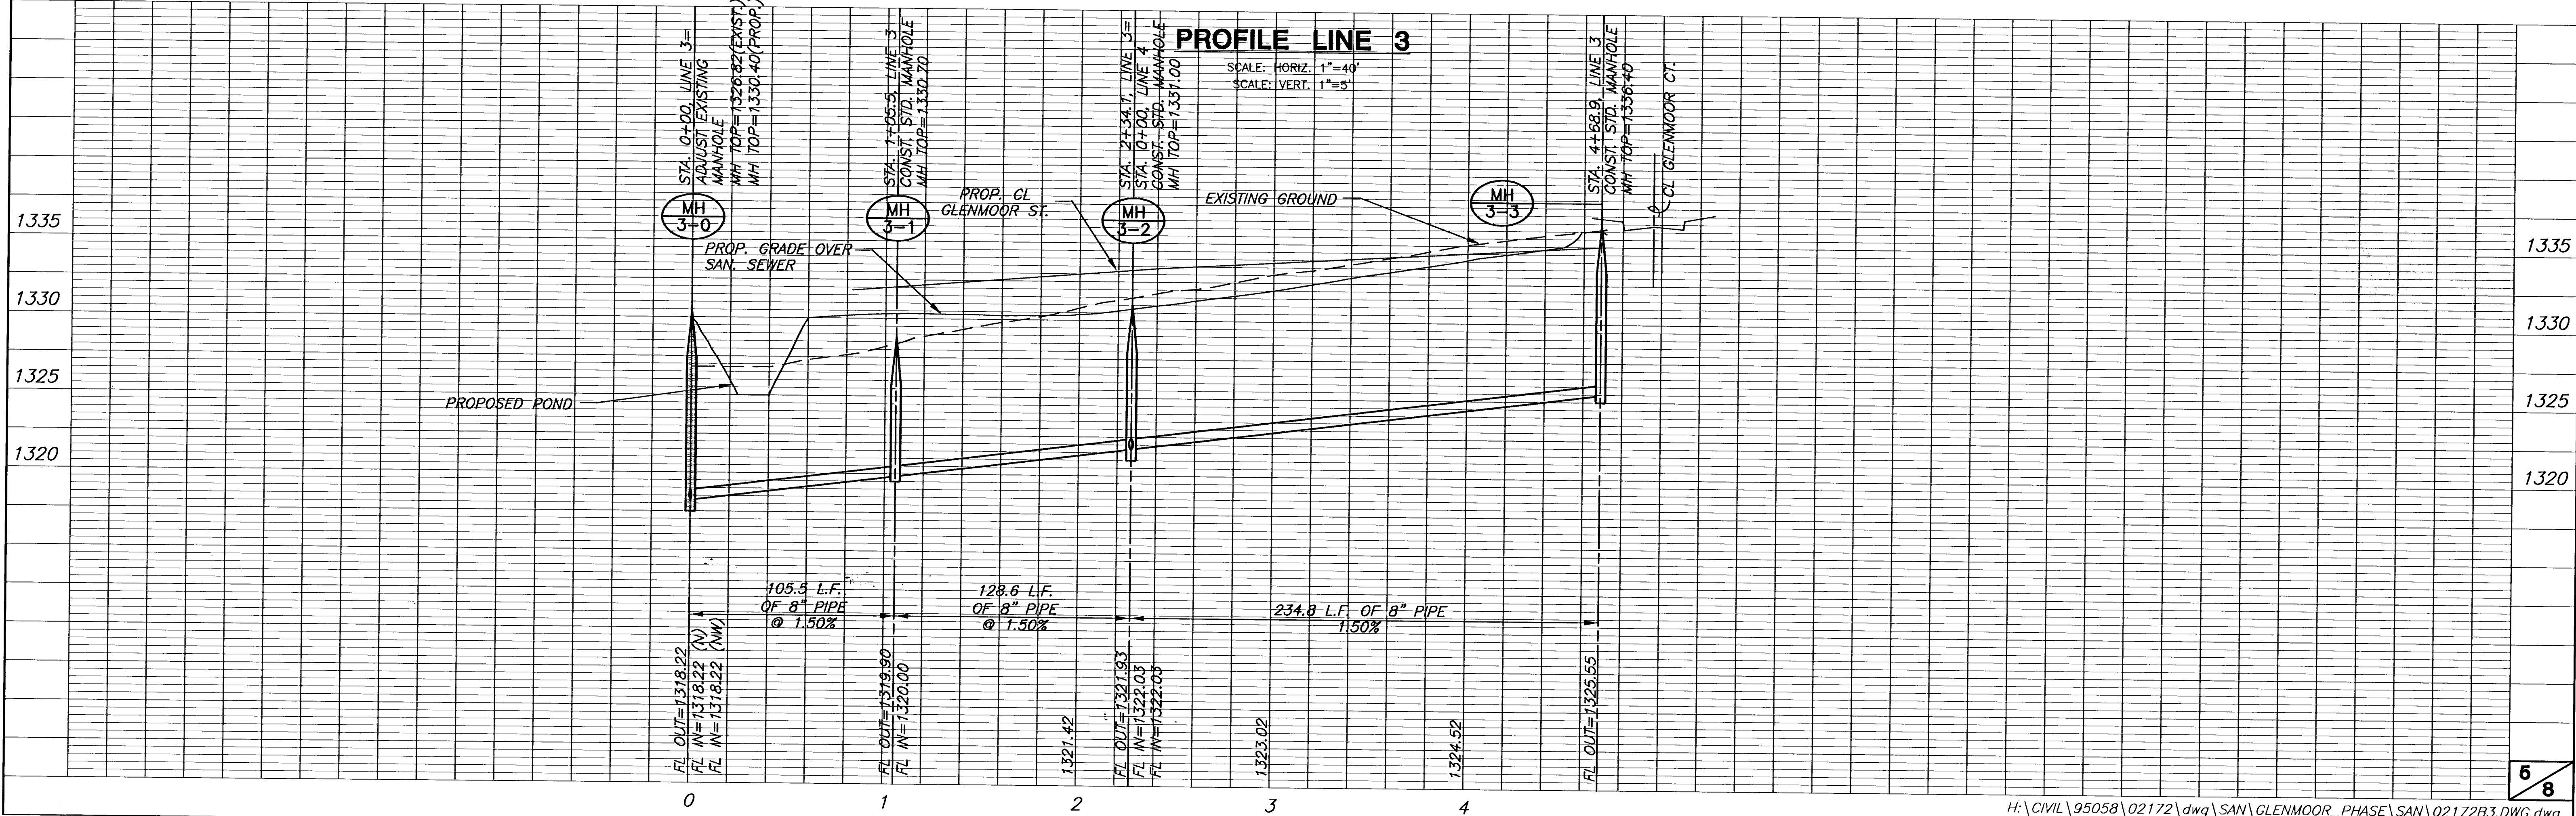 PROFILE LINE 3
SCALE: HORIZ. 1"=40'
SCALE: VERT. 1"=5'
STA. 0+00, LINE 3=
ADJUST EXISTING
MANHOLE
MH TOP=1326.82(EXIST.)
MH TOP=1330.40(PROP.)
STA. 1+05.5, LINE 3
CONST. STD. MANHOLE
MH TOP=1330.70
STA. 2+34.1, LINE 3=
STA. 0+00, LINE 4
CONST. STD. MANHOLE
MH TOP=1331.00
STA. 4+68.9, LINE 3
CONST. STD. MANHOLE
MH TOP=1336.40
CL GLENMOOR CT.
MH
3-0
MH
3-1
MH
3-2
MH
3-3
PROP. CL
GLENMOOR ST.
EXISTING GROUND
PROP. GRADE OVER
SAN. SEWER
PROPOSED POND
1335
1330
1325
1320
1335
1330
1325
1320
105.5 L.F.
OF 8" PIPE
@ 1.50%
128.6 L.F.
OF 8" PIPE
@ 1.50%
234.8 L.F. OF 8" PIPE
1.50%
FL OUT=1318.22
FL IN=1318.22 (N)
FL IN=1318.22 (NW)
FL OUT=1319.90
FL IN=1320.00
1321.42
FL OUT=1321.93
FL IN=1322.03
FL IN=1322.03
1323.02
1324.52
FL OUT=1325.55
0
1
2
3
4
5
8
H:\CIVIL\95058\02172\dwg\SAN\GLENMOOR_PHASE\SAN\02172B3.DWG.dwg